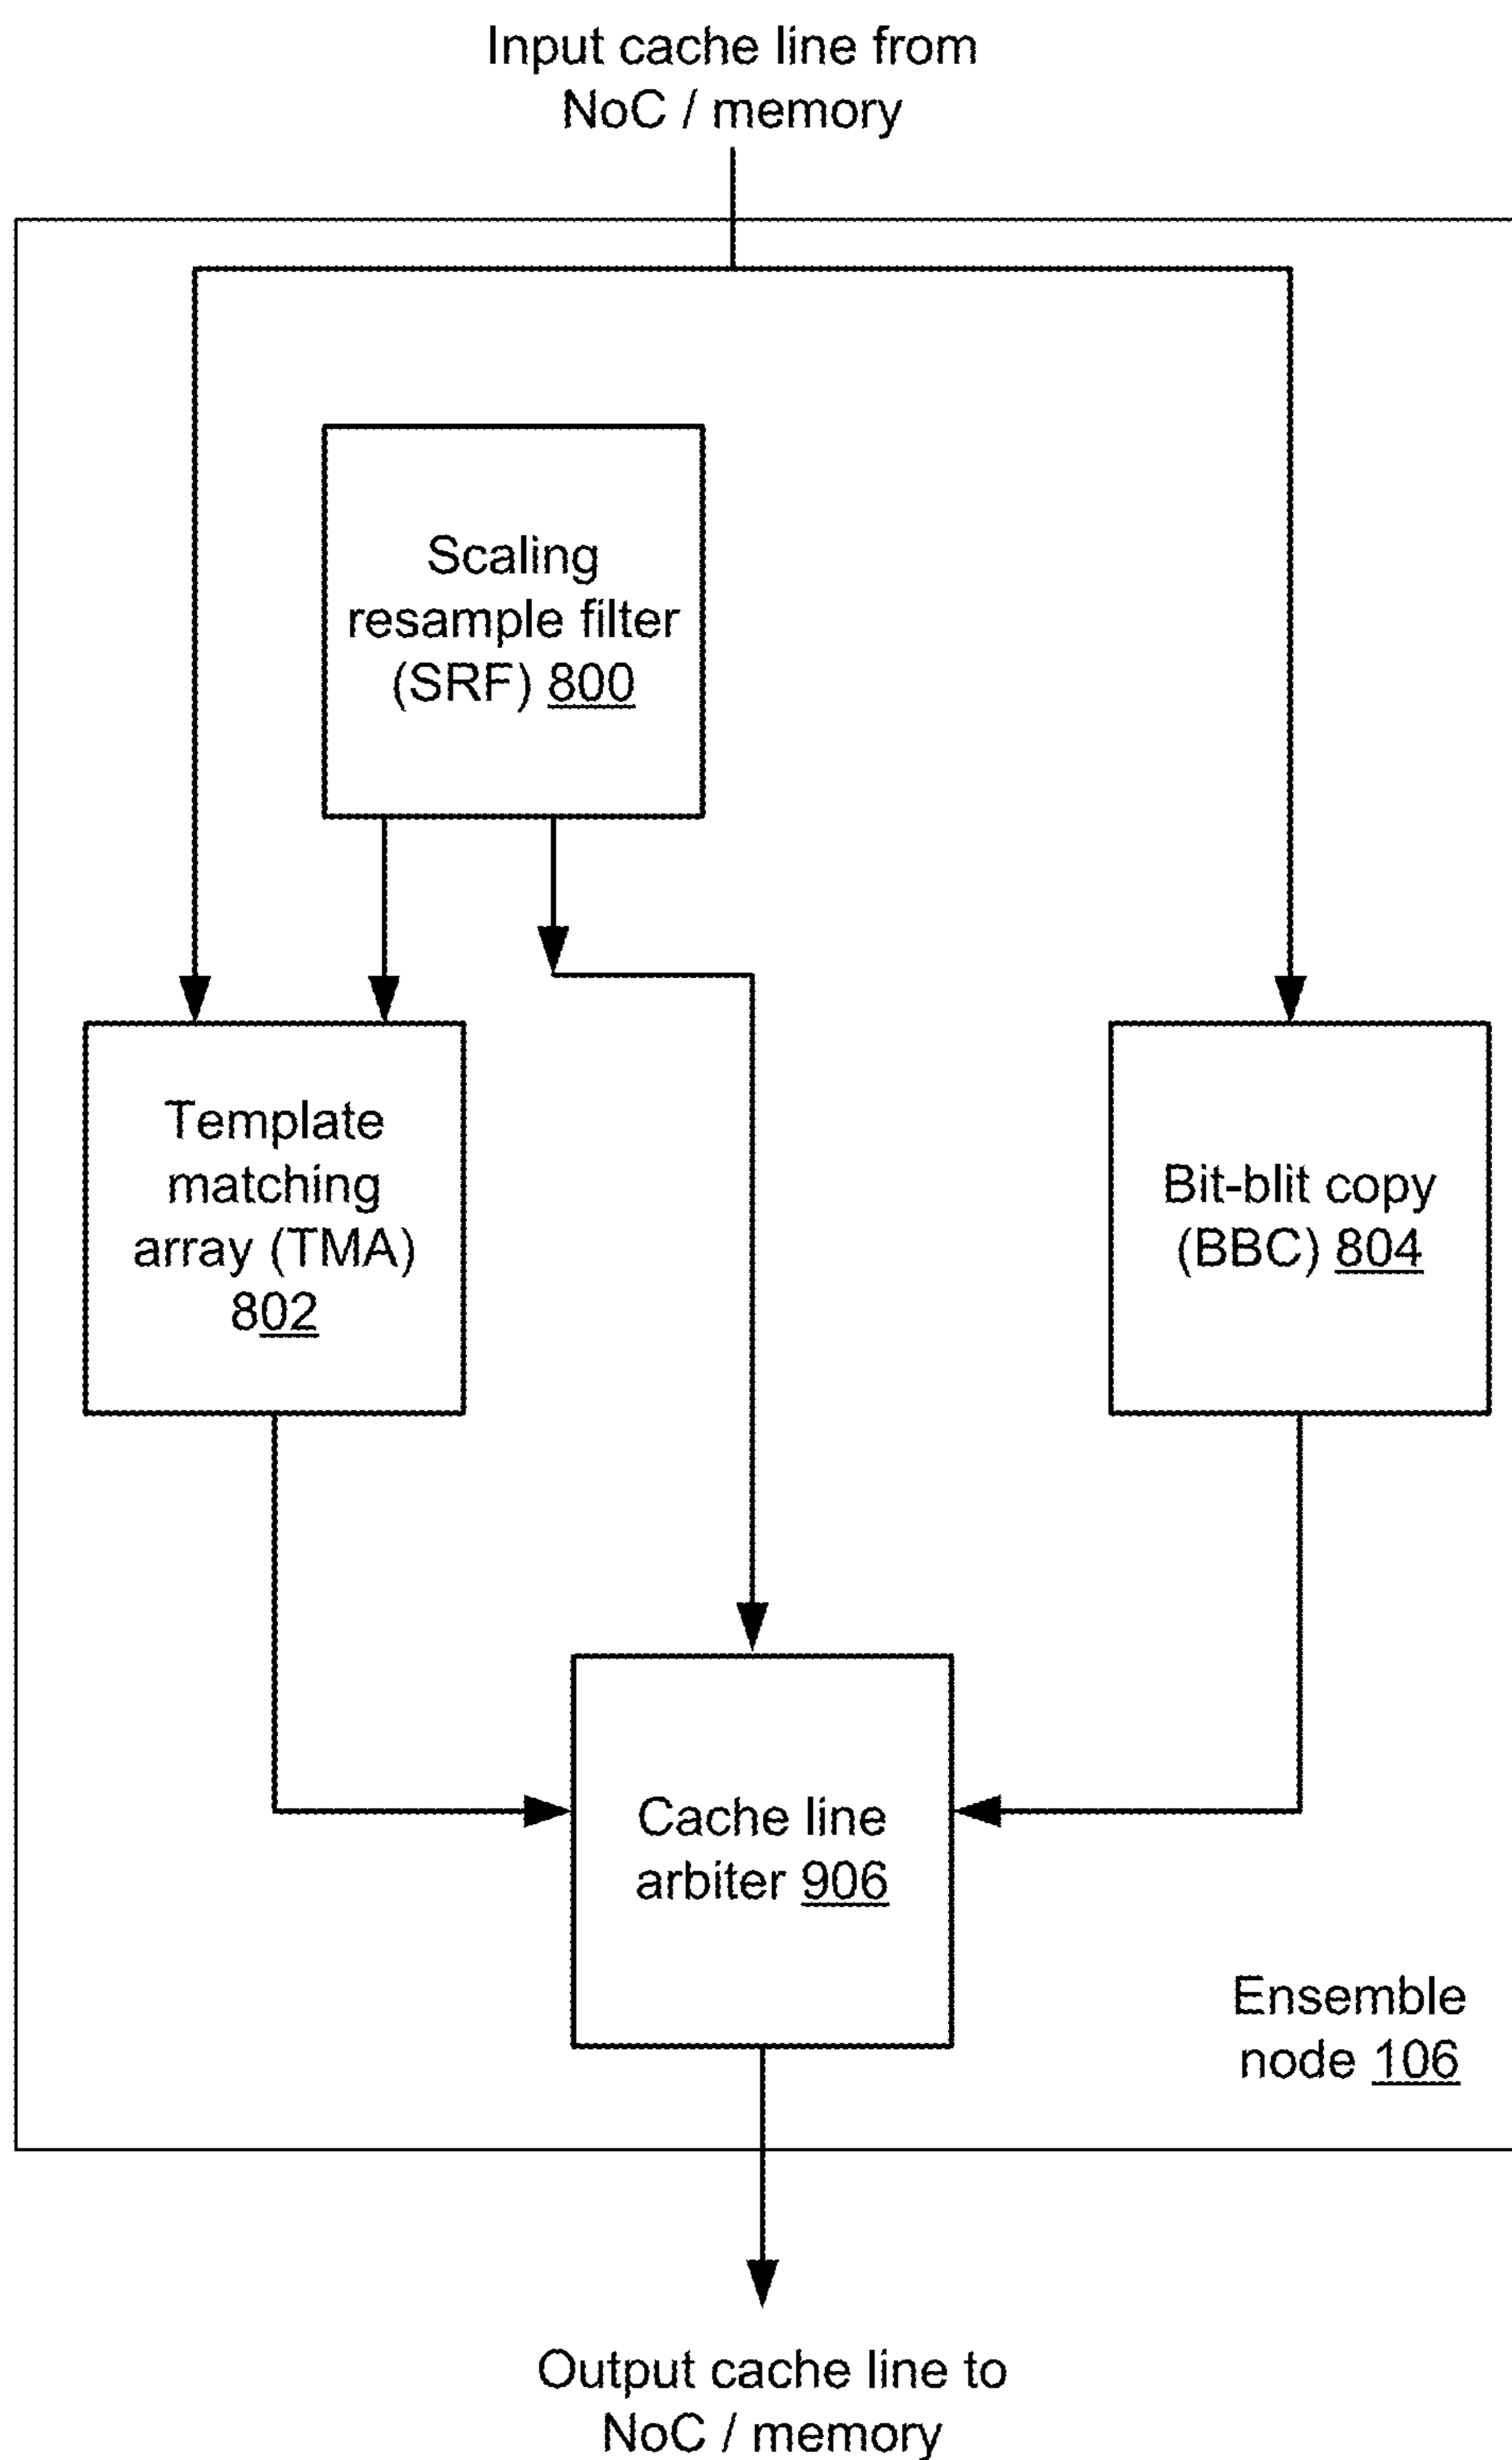 Input cache line from
NoC / memory
Scaling
resample filter
(SRF) 800
Template
matching
array (TMA)
802
Bit-blit copy
(BBC) 804
Cache line
arbiter 906
Ensemble
node 106
Output cache line to
NoC / memory